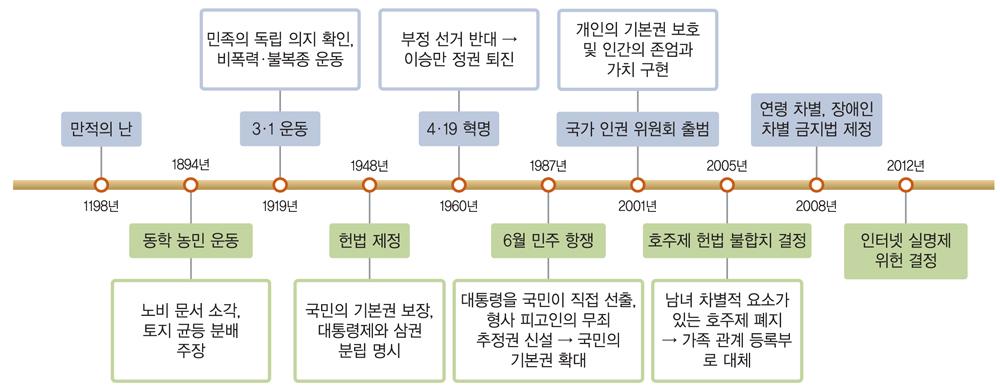 민족의 독립 의지 확인,
비폭력·불복종 운동
부정 선거 반대 →
이승만 정권 퇴진
개인의 기본권 보호
및 인간의 존엄과
가치 구현
만적의 난
3·1 운동
4·19 혁명
국가 인권 위원회 출범
연령 차별, 장애인
차별 금지법 제정
1894년
1948년
1987년
2005년
2012년
1198년
1919년
1960년
2001년
2008년
동학 농민 운동
헌법 제정
6월 민주 항쟁
호주제 헌법 불합치 결정
인터넷 실명제
위헌 결정
노비 문서 소각,
토지 균등 분배
주장
국민의 기본권 보장,
대통령제와 삼권
분립 명시
대통령을 국민이 직접 선출,
형사 피고인의 무죄
추정권 신설 → 국민의
기본권 확대
남녀 차별적 요소가
있는 호주제 폐지
→ 가족 관계 등록부
로 대체